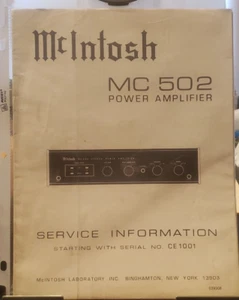 McIntosh
MC 502
POWER AMPLIFIER
SERVICE INFORMATION
STARTING WITH SERIAL NO. CE1001
McINTOSH LABORATORY INC. BINGHAMTON, NEW YORK, 13903